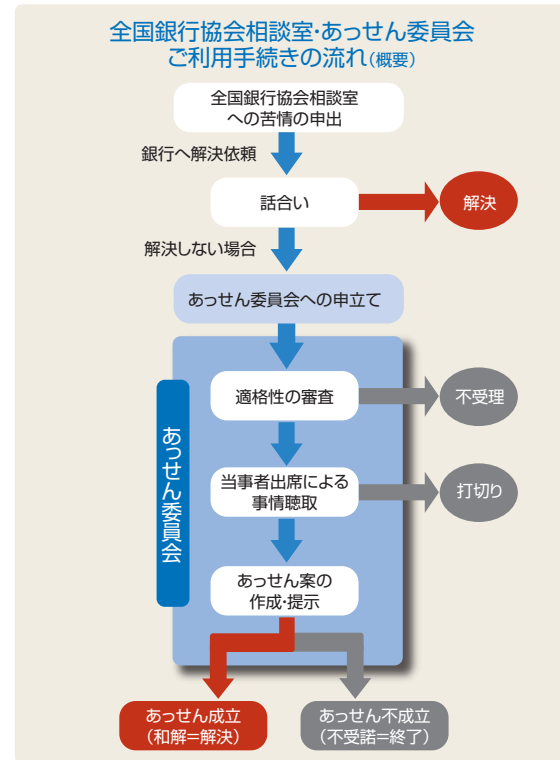 全国銀行協会相談室・あっせん委員会
ご利用手続きの流れ(概要)
全国銀行協会相談室
への苦情の申出
銀行へ解決依頼
話合い
解決
解決しない場合
あっせん委員会への申立て
あっせん委員会
適格性の審査
不受理
当事者出席による
事情聴取
打切り
あっせん案の
作成・提示
あっせん成立
(和解=解決)
あっせん不成立
(不受諾=終了)